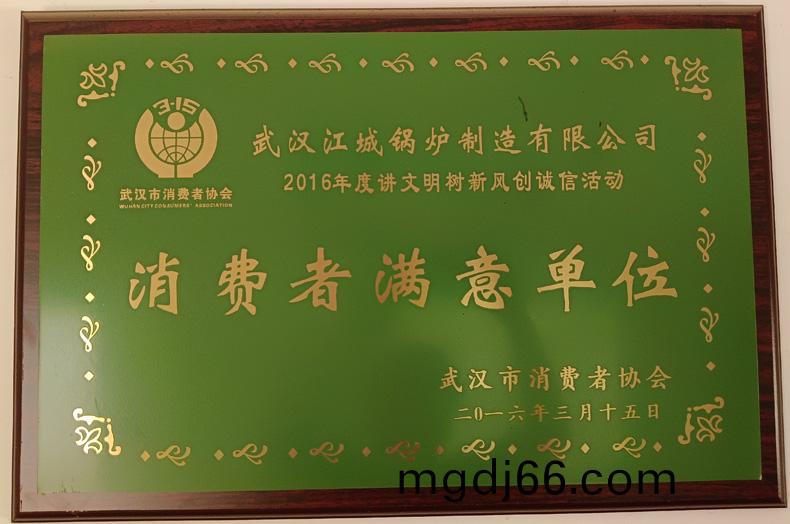 3·15
武汉市消费者协会
WUHAN CITY CONSUMERS' ASSOCIATION
武汉江城锅炉制造有限公司
2016年度讲文明树新风创诚信活动
消费者满意单位
武汉市消费者协会
二0一六年三月十五日
mgdj66.com